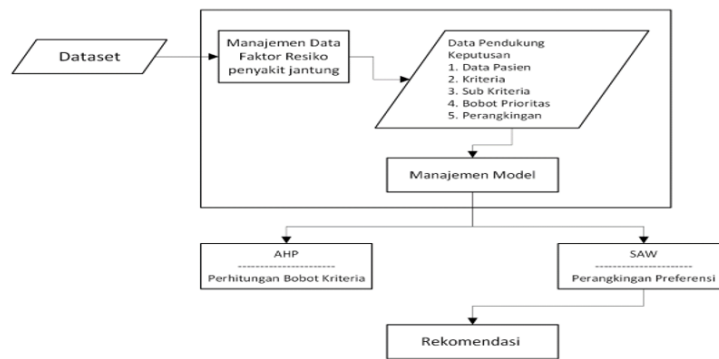 Dataset
Manajemen Data
Faktor Resiko
penyakit jantung
Data Pendukung
Keputusan
1. Data Pasien
2. Kriteria
3. Sub Kriteria
4. Bobot Prioritas
5. Perangkingan
Manajemen Model
AHP
----------------------
Perhitungan Bobot Kriteria
SAW
------------------------
Perangkingan Preferensi
Rekomendasi